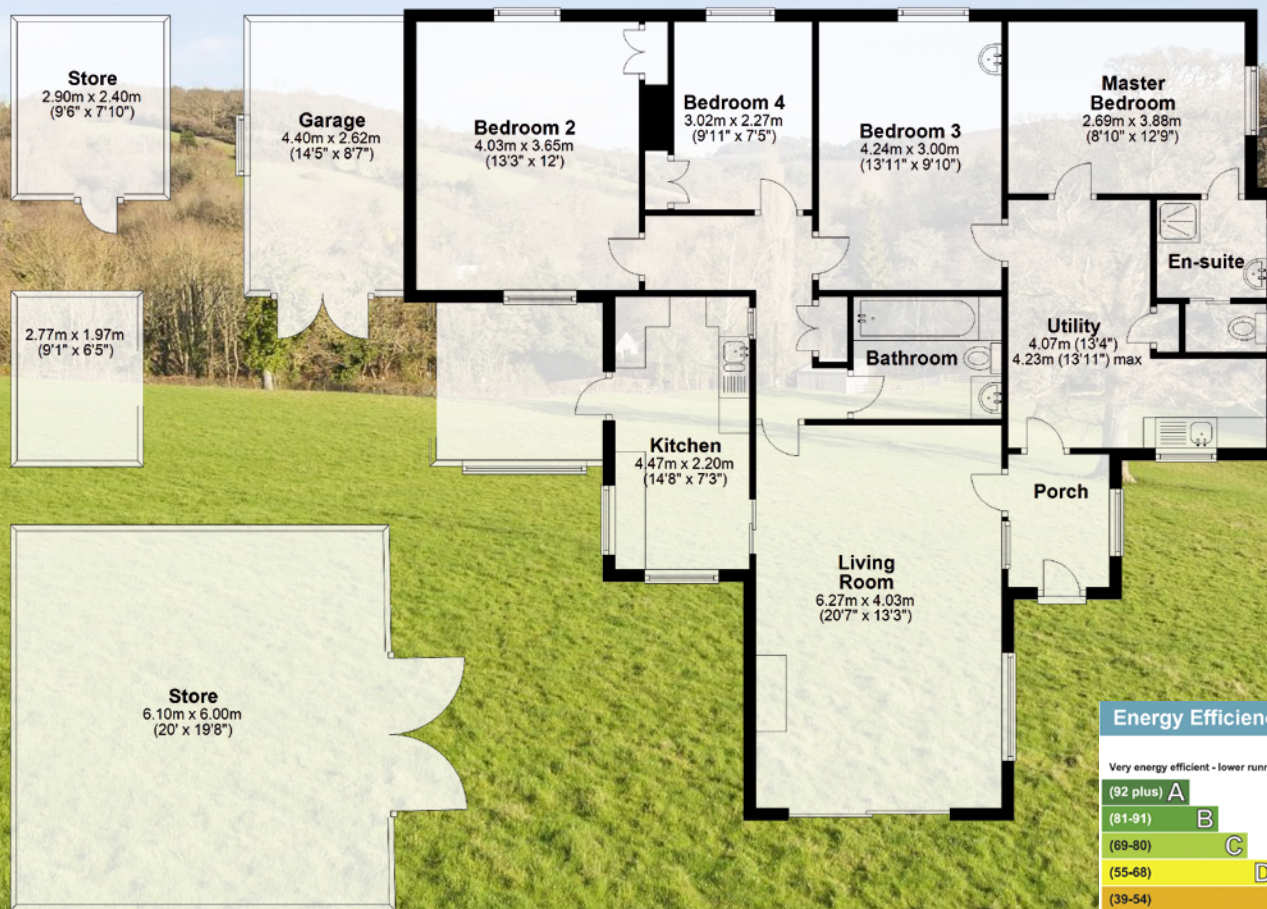 Store
2.90m x 2.40m
(9'6" x 7'10")
Garage
4.40m x 2.62m
(14'5" x 8'7")
Bedroom 2
4.03m x 3.65m
(13'3" x 12')
Bedroom 4
3.02m x 2.27m
(9'11" x 7'5")
Bedroom 3
4.24m x 3.00m
(13'11" x 9'10")
Master
Bedroom
2.69m x 3.88m
(8'10" x 12'9")
En-suite
2.77m x 1.97m
(9'1" x 6'5")
Utility
4.07m (13'4")
4.23m (13'11") max
Bathroom
Kitchen
4.47m x 2.20m
(14'8" x 7'3")
Porch
Living
Room
6.27m x 4.03m
(20'7" x 13'3")
Store
6.10m x 6.00m
(20' x 19'8")
Energy Efficienc
Very energy efficient - lower runn
(92 plus) A
(81-91) B
(69-80) C
(55-68) D
(39-54)